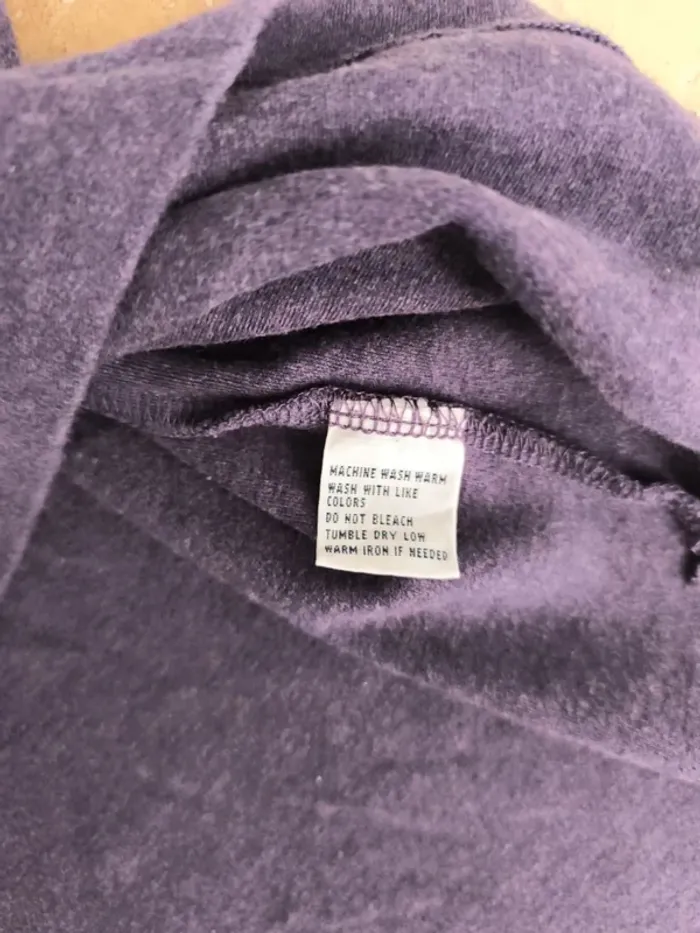 MACHINE WASH WARM
WASH WITH LIKE
COLORS
DO NOT BLEACH
TUMBLE DRY LOW
WARM IRON IF NEEDED